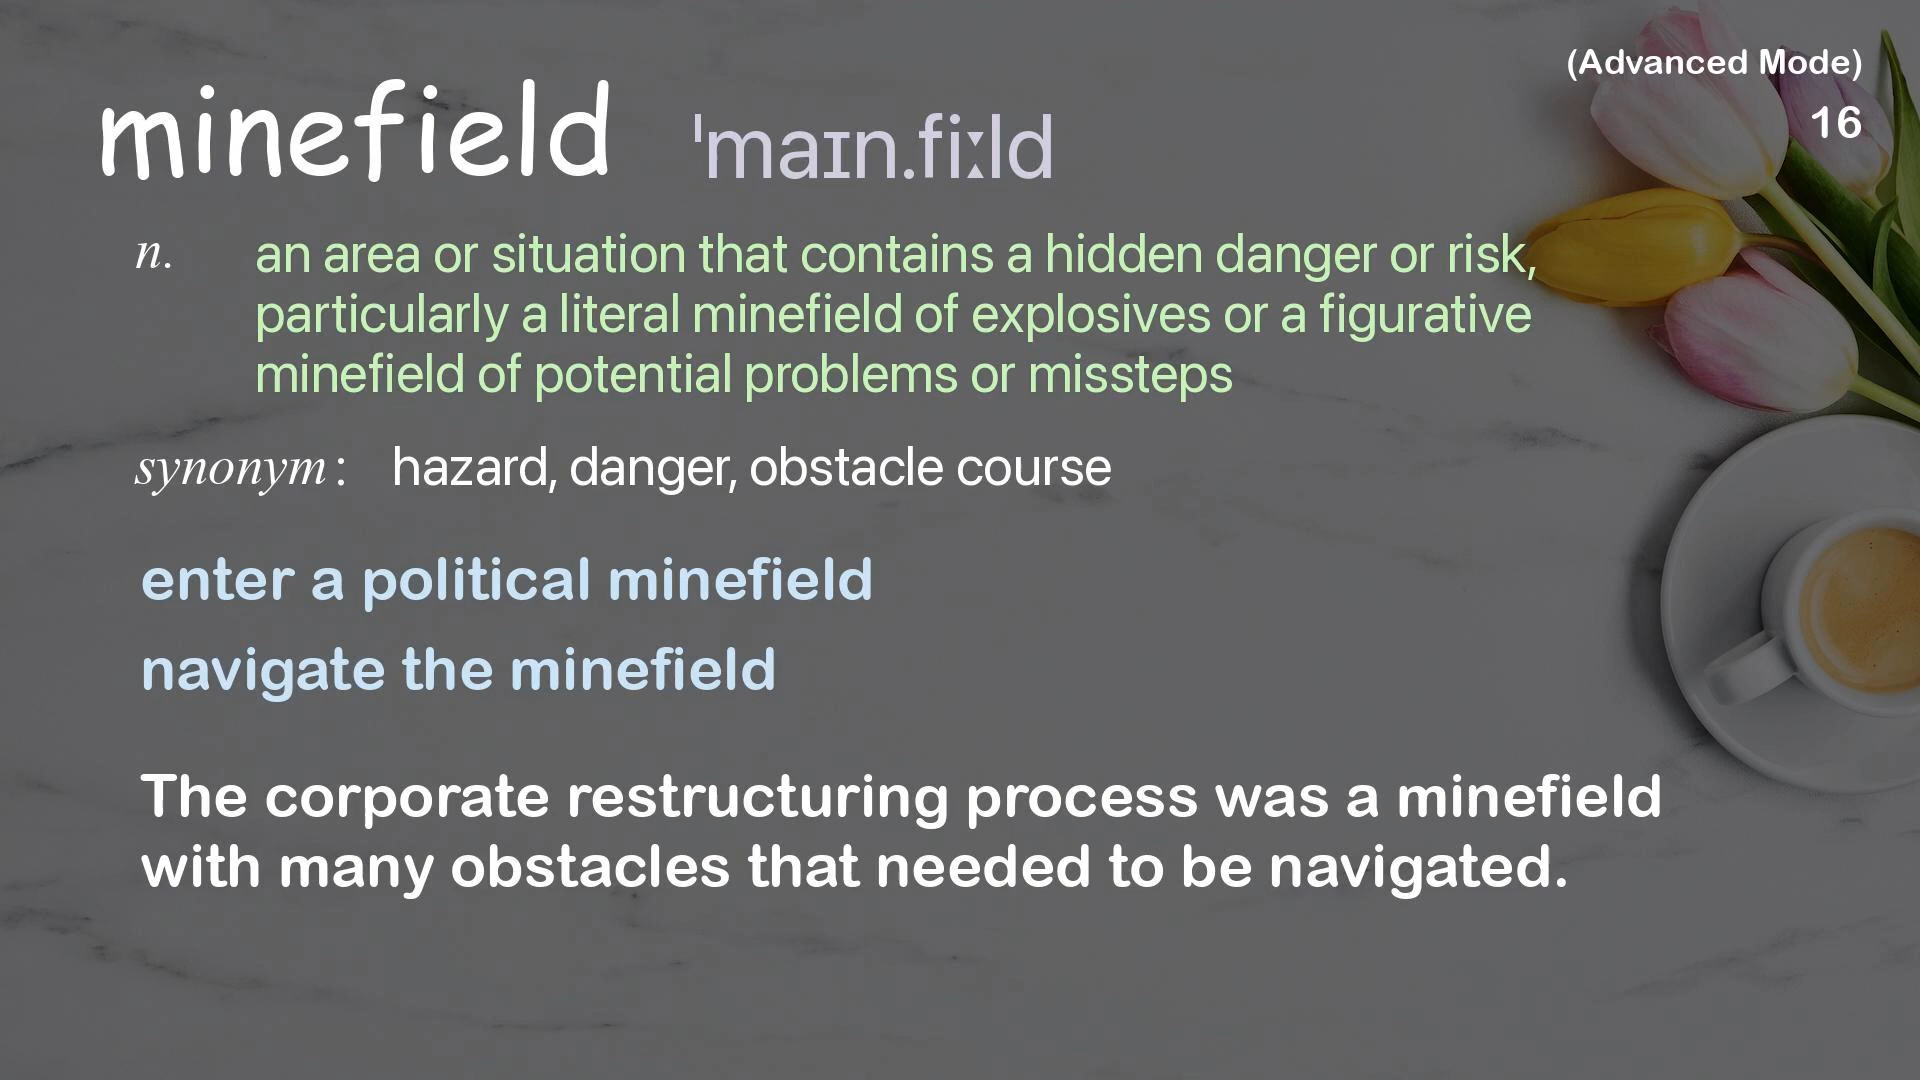 (Advanced Mode)
16
minefield ˈmaɪn.fiːld
n. an area or situation that contains a hidden danger or risk,
particularly a literal minefield of explosives or a figurative
minefield of potential problems or missteps
synonym: hazard, danger, obstacle course
enter a political minefield
navigate the minefield
The corporate restructuring process was a minefield
with many obstacles that needed to be navigated.